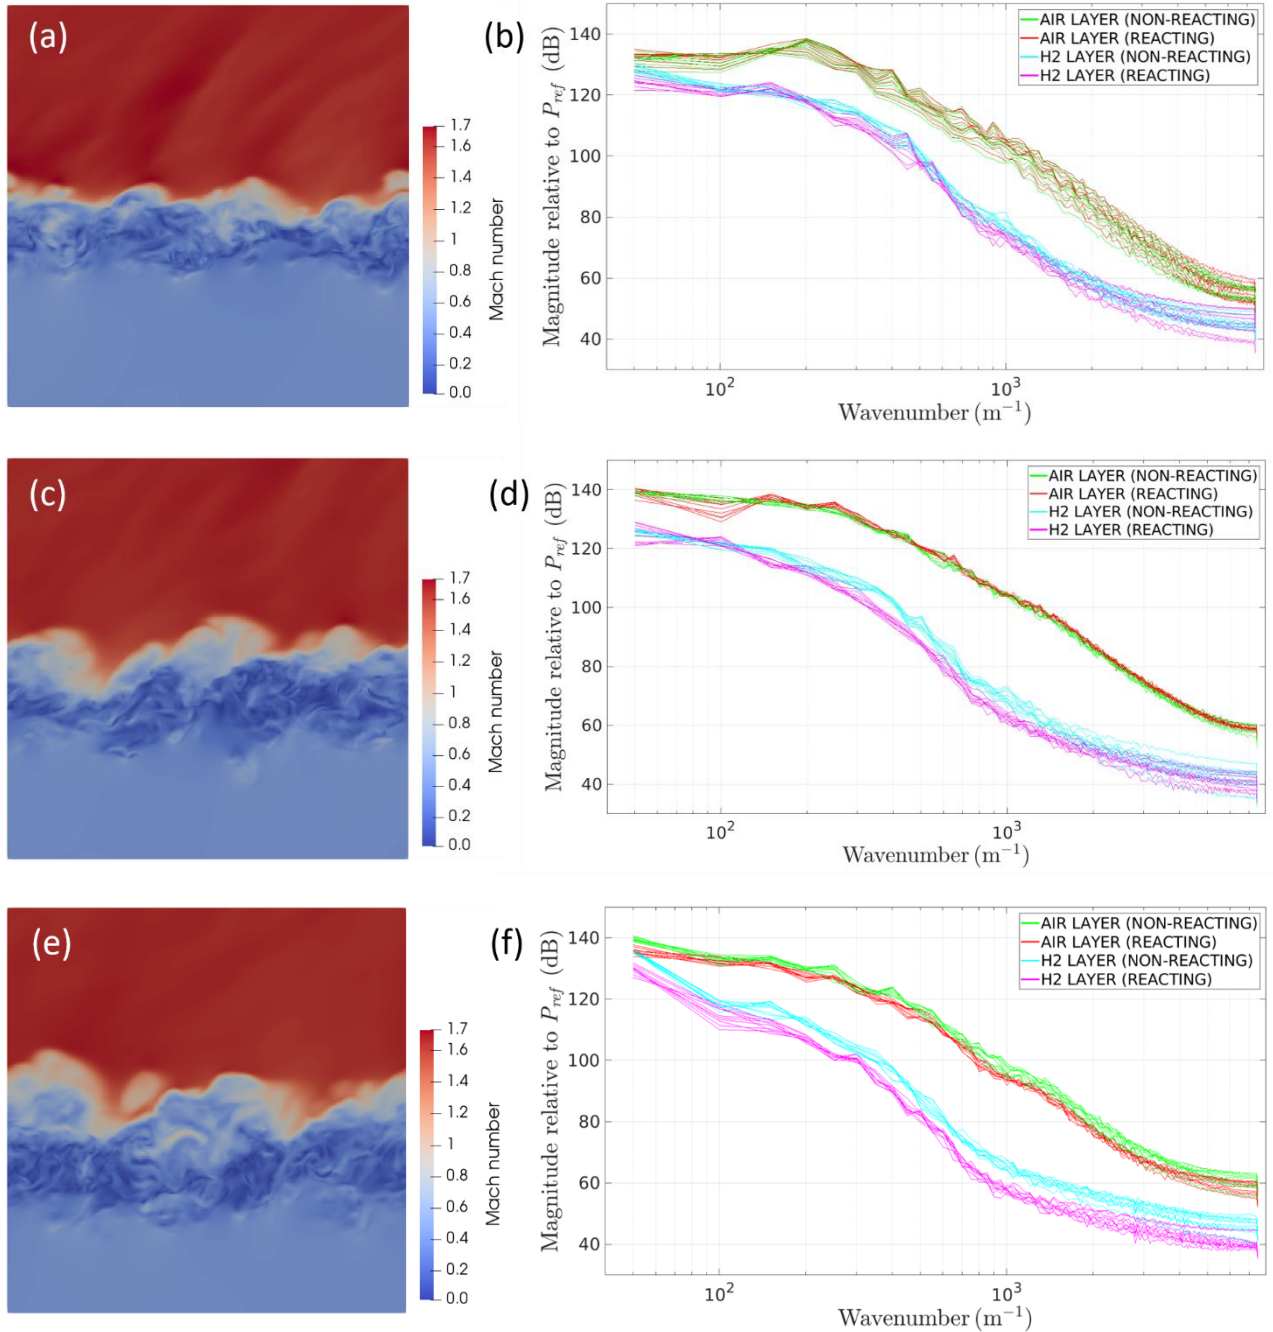 (a)
1.7
1.6
1.4
1.2
1
0.8
0.6
0.4
0.2
0.0
Mach number
(b)
Magnitude relative to P_ref (dB)
140
120
100
80
60
40
10^2
10^3
Wavenumber (m^−1)
AIR LAYER (NON-REACTING)
AIR LAYER (REACTING)
H2 LAYER (NON-REACTING)
H2 LAYER (REACTING)
(c)
1.7
1.6
1.4
1.2
1
0.8
0.6
0.4
0.2
0.0
Mach number
(d)
Magnitude relative to P_ref (dB)
140
120
100
80
60
40
10^2
10^3
Wavenumber (m^−1)
AIR LAYER (NON-REACTING)
AIR LAYER (REACTING)
H2 LAYER (NON-REACTING)
H2 LAYER (REACTING)
(e)
1.7
1.6
1.4
1.2
1
0.8
0.6
0.4
0.2
0.0
Mach number
(f)
Magnitude relative to P_ref (dB)
140
120
100
80
60
40
10^2
10^3
Wavenumber (m^−1)
AIR LAYER (NON-REACTING)
AIR LAYER (REACTING)
H2 LAYER (NON-REACTING)
H2 LAYER (REACTING)